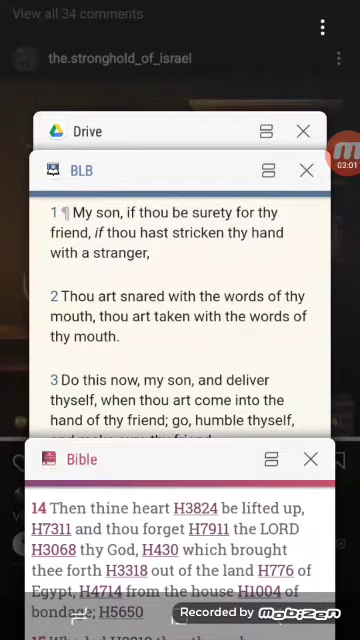 View all 34 comments
the.stronghold_of_israel
Drive
BLB
03:01
1 ¶ My son, if thou be surety for thy
friend, if thou hast stricken thy hand
with a stranger,
2 Thou art snared with the words of thy
mouth, thou art taken with the words of
thy mouth.
3 Do this now, my son, and deliver
thyself, when thou art come into the
hand of thy friend; go, humble thyself,
and make sure thy friend.
Bible
14 Then thine heart H3824 be lifted up,
H7311 and thou forget H7911 the LORD
H3068 thy God, H430 which brought
thee forth H3318 out of the land H776 of
Egypt, H4714 from the house H1004 of
bondage; H5650
Recorded by mobizen